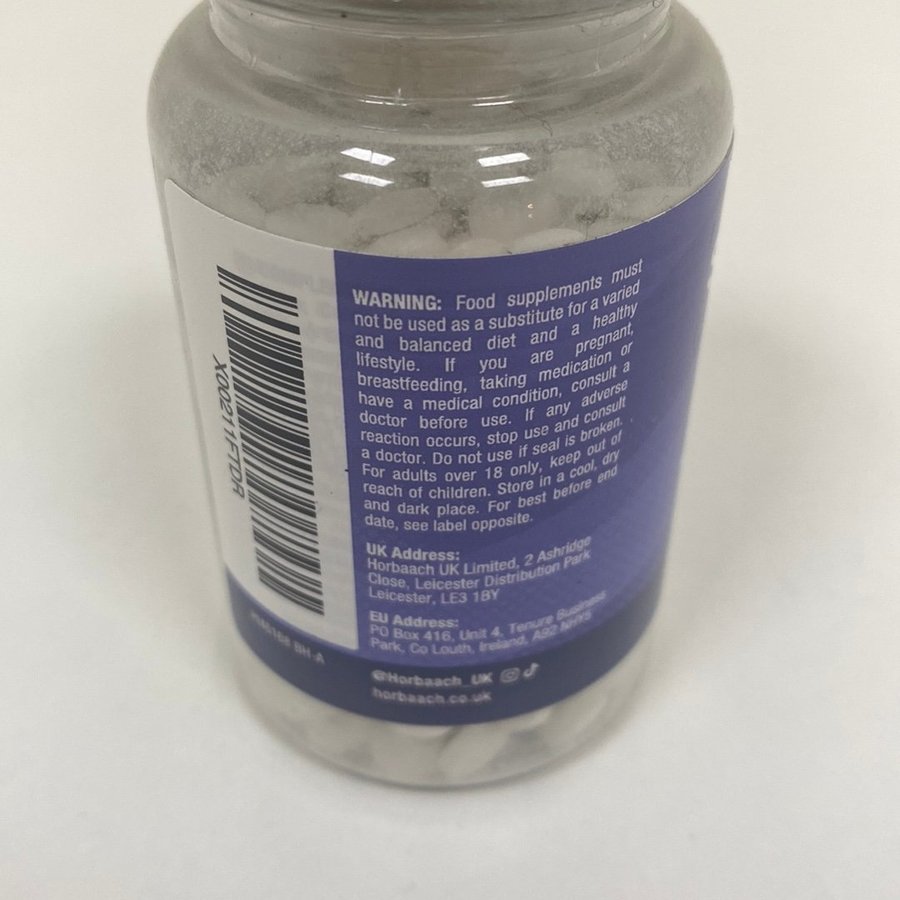 X00211FTOR
WARNING: Food supplements must
not be used as a substitute for a varied
and balanced diet and a healthy
lifestyle. If you are pregnant,
breastfeeding, taking medication or
have a medical condition, consult a
doctor before use. If any adverse
reaction occurs, stop use and consult
a doctor. Do not use if seal is broken.
For adults over 18 only, keep out of
reach of children. Store in a cool, dry
and dark place. For best before end
date, see label opposite.
UK Address:
Horbaach UK Limited, 2 Ashridge
Close, Leicester Distribution Park
Leicester, LE3 1BY
EU Address:
PO Box 416, Unit 4, Tenure Business
Park, Co Louth, Ireland, A92 NHY5
BH-A
@Horbaach_UK
horbaach.co.uk